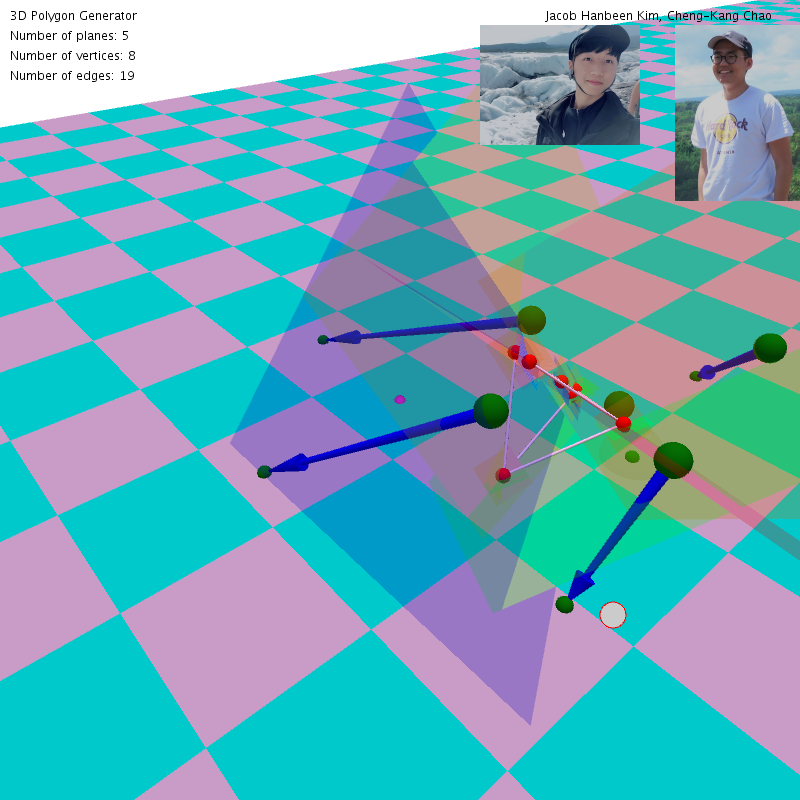 3D Polygon Generator
Jacob Hanbeen Kim, Cheng-Kang Chao
Number of planes: 5
Number of vertices: 8
Number of edges: 19